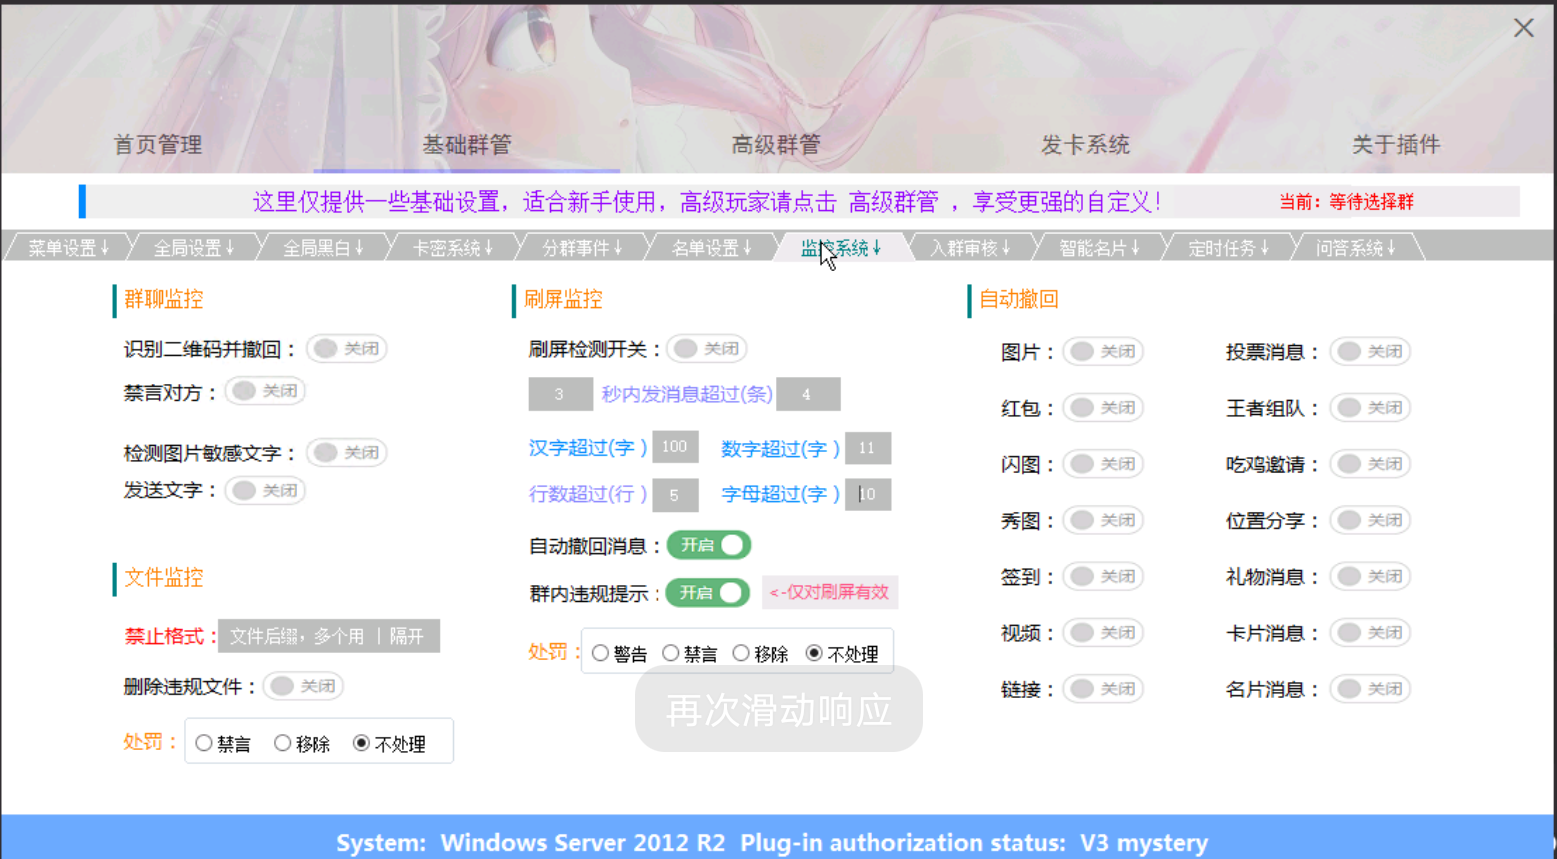 首页管理 基础群管 高级群管 发卡系统 关于插件
这里仅提供一些基础设置，适合新手使用，高级玩家请点击 高级群管 ，享受更强的自定义！ 当前：等待选择群
菜单设置↓ 全局设置↓ 全局黑白↓ 卡密系统↓ 分群事件↓ 名单设置↓ 监控系统↓ 入群审核↓ 智能名片↓ 定时任务↓ 问答系统↓
群聊监控
识别二维码并撤回： 关闭
禁言对方： 关闭
检测图片敏感文字： 关闭
发送文字： 关闭
文件监控
禁止格式： 文件后缀，多个用 | 隔开
删除违规文件： 关闭
处罚： 禁言 移除 不处理
刷屏监控
刷屏检测开关： 关闭
3 秒内发消息超过(条) 4
汉字超过(字 ) 100 数字超过(字 ) 11
行数超过(行 ) 5 字母超过(字 ) 10
自动撤回消息： 开启
群内违规提示： 开启 <-仅对刷屏有效
处罚： 警告 禁言 移除 不处理
再次滑动响应
自动撤回
图片： 关闭 投票消息： 关闭
红包： 关闭 王者组队： 关闭
闪图： 关闭 吃鸡邀请： 关闭
秀图： 关闭 位置分享： 关闭
签到： 关闭 礼物消息： 关闭
视频： 关闭 卡片消息： 关闭
链接： 关闭 名片消息： 关闭
System: Windows Server 2012 R2 Plug-in authorization status: V3 mystery